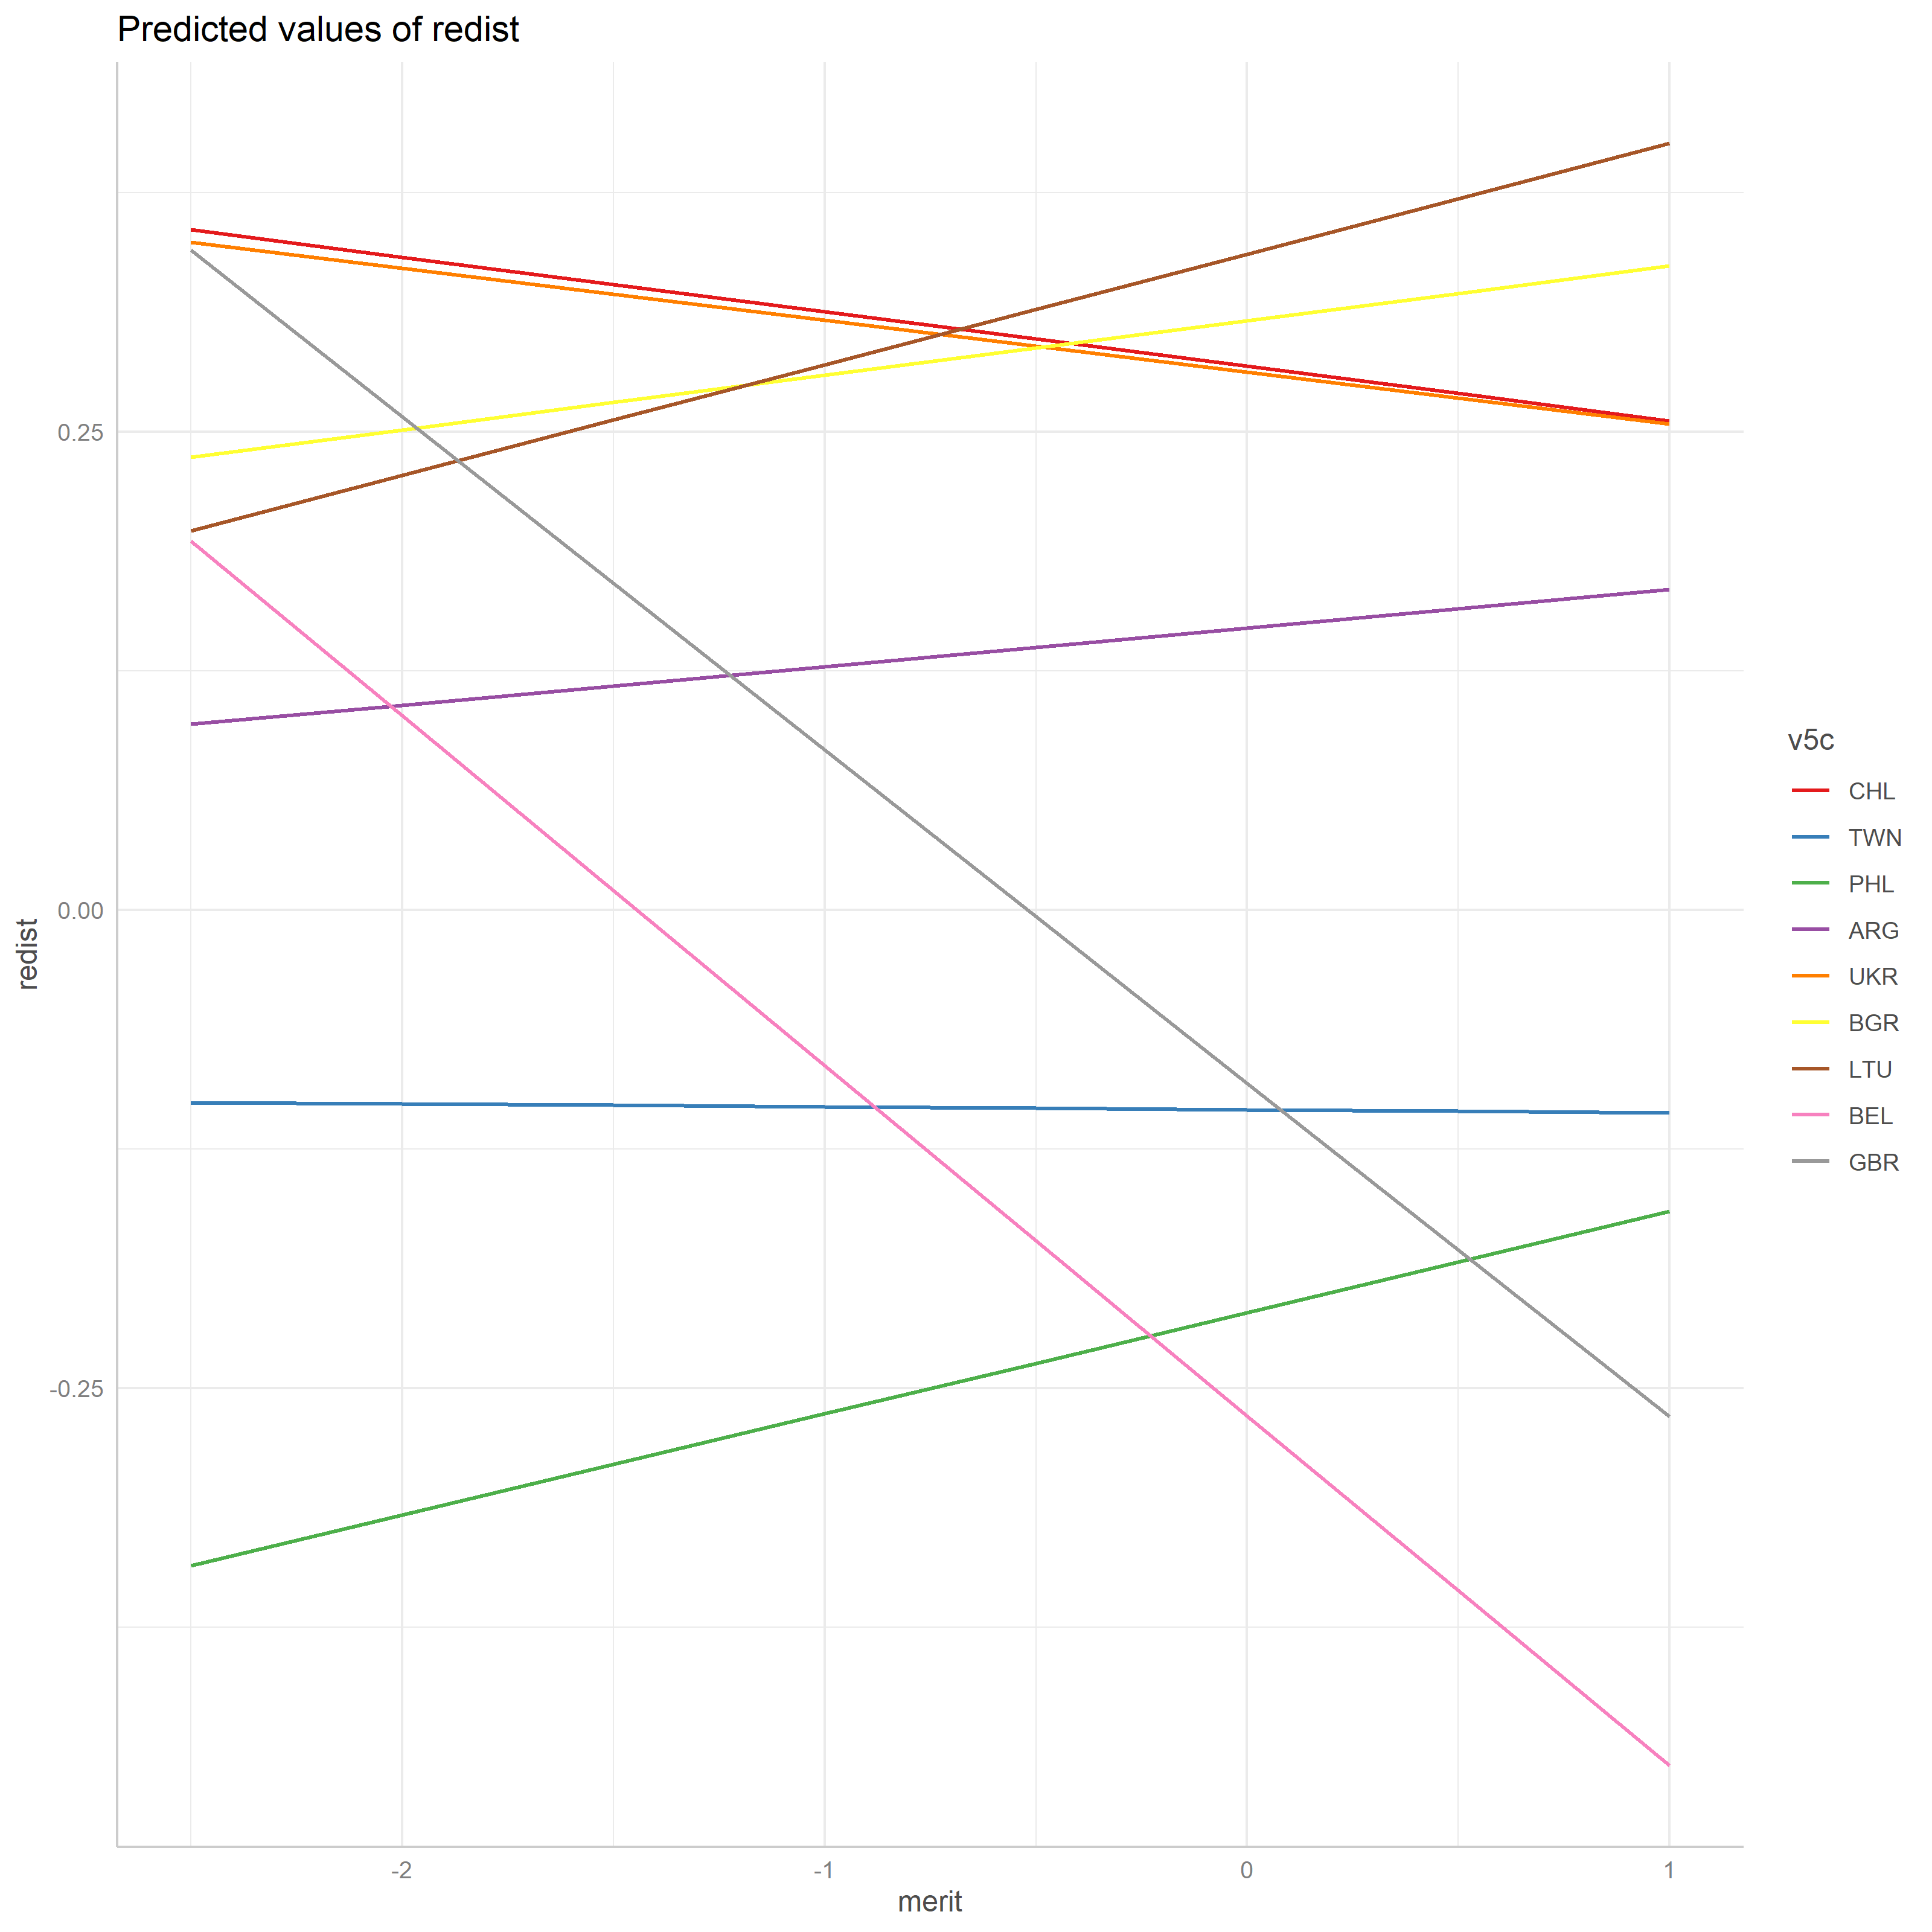 Predicted values of redist
redist
0.25
0.00
-0.25
-2
-1
0
1
merit
v5c
CHL
TWN
PHL
ARG
UKR
BGR
LTU
BEL
GBR